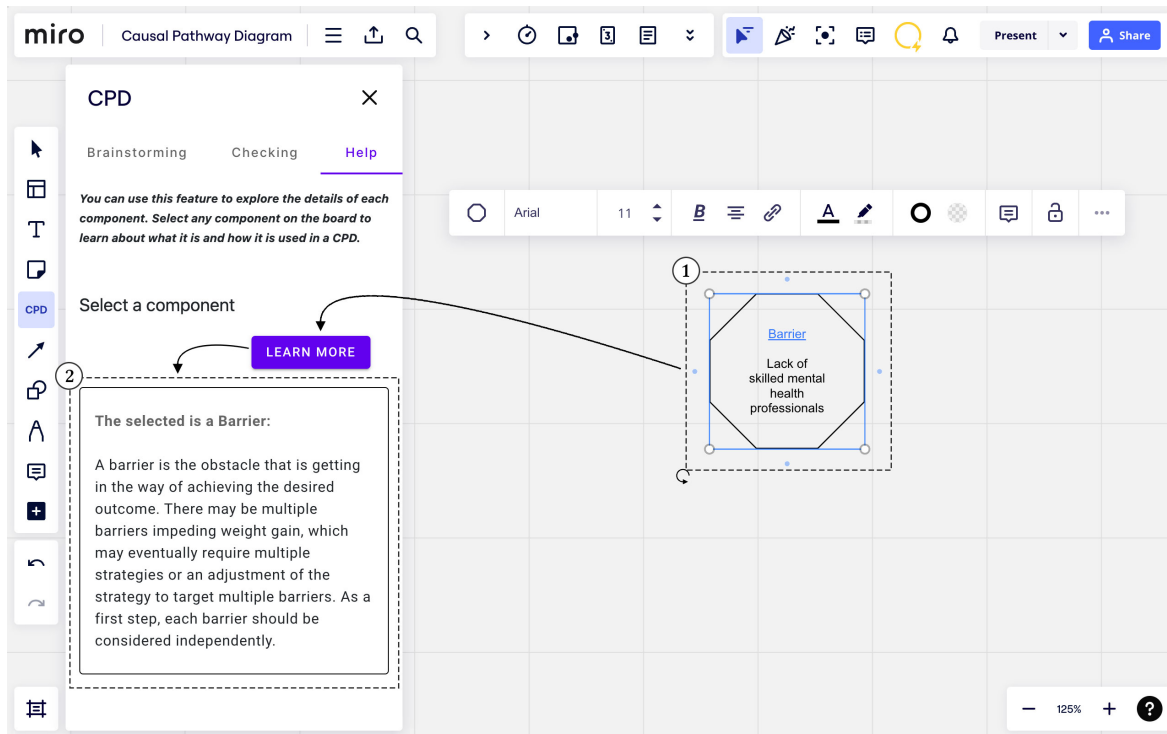 miro
Causal Pathway Diagram
3
Present
Share
CPD
Brainstorming
Checking
Help
You can use this feature to explore the details of each
component. Select any component on the board to
learn about what it is and how it is used in a CPD.
CPD
Select a component
LEARN MORE
2
The selected is a Barrier:
A barrier is the obstacle that is getting
in the way of achieving the desired
outcome. There may be multiple
barriers impeding weight gain, which
may eventually require multiple
strategies or an adjustment of the
strategy to target multiple barriers. As a
first step, each barrier should be
considered independently.
Arial
11
B
A
1
Barrier
Lack of
skilled mental
health
professionals
125%
?